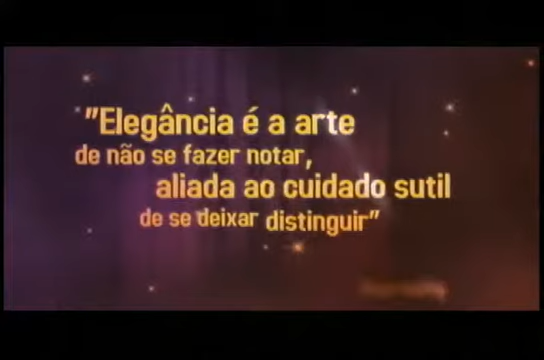 "Elegância é a arte
de não se fazer notar,
aliada ao cuidado sutil
de se deixar distinguir"